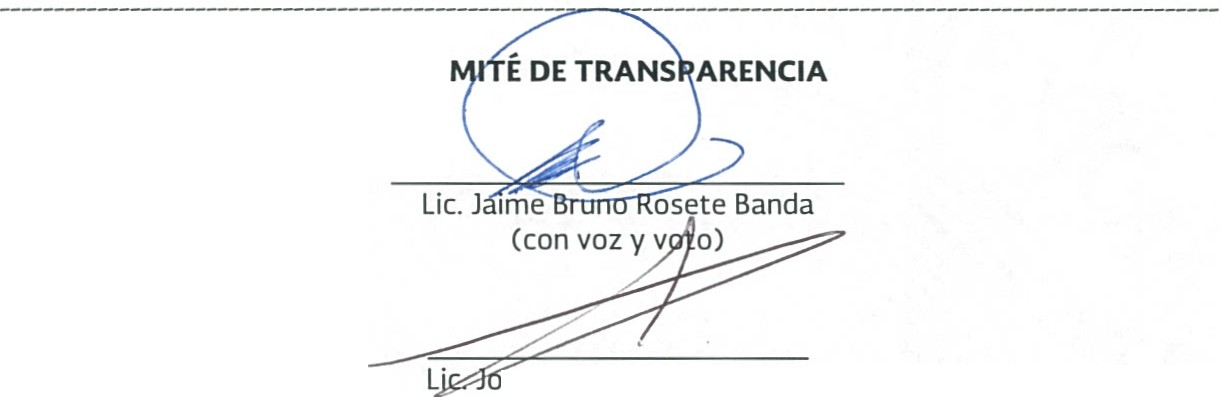 MITÉ DE TRANSPARENCIA
Lic. Jaime Bruno Rosete Banda
(con voz y voto)
Lic. Jo